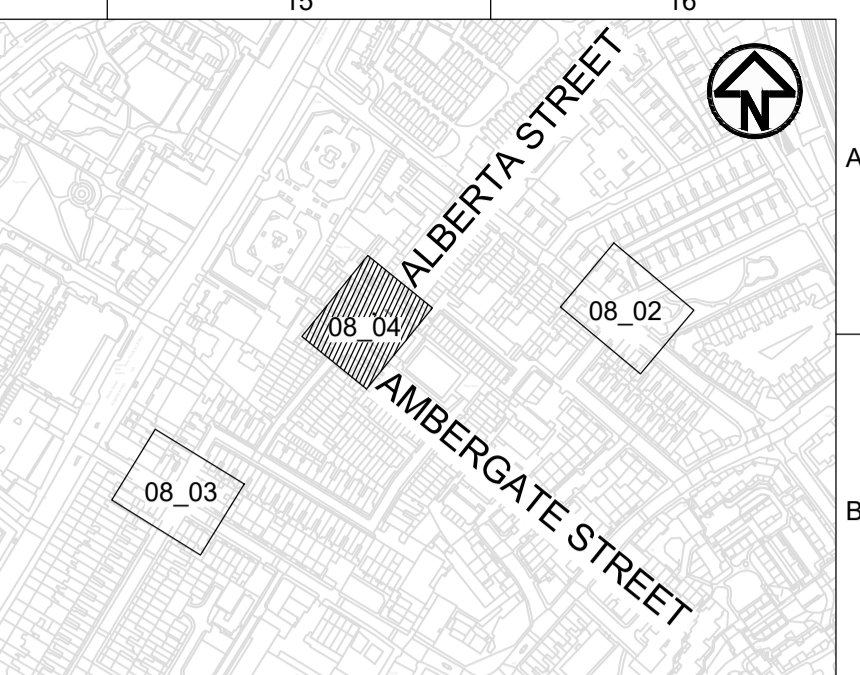 15
16
N
A
ALBERTA STREET
08_02
08_04
AMBERGATE STREET
08_03
B